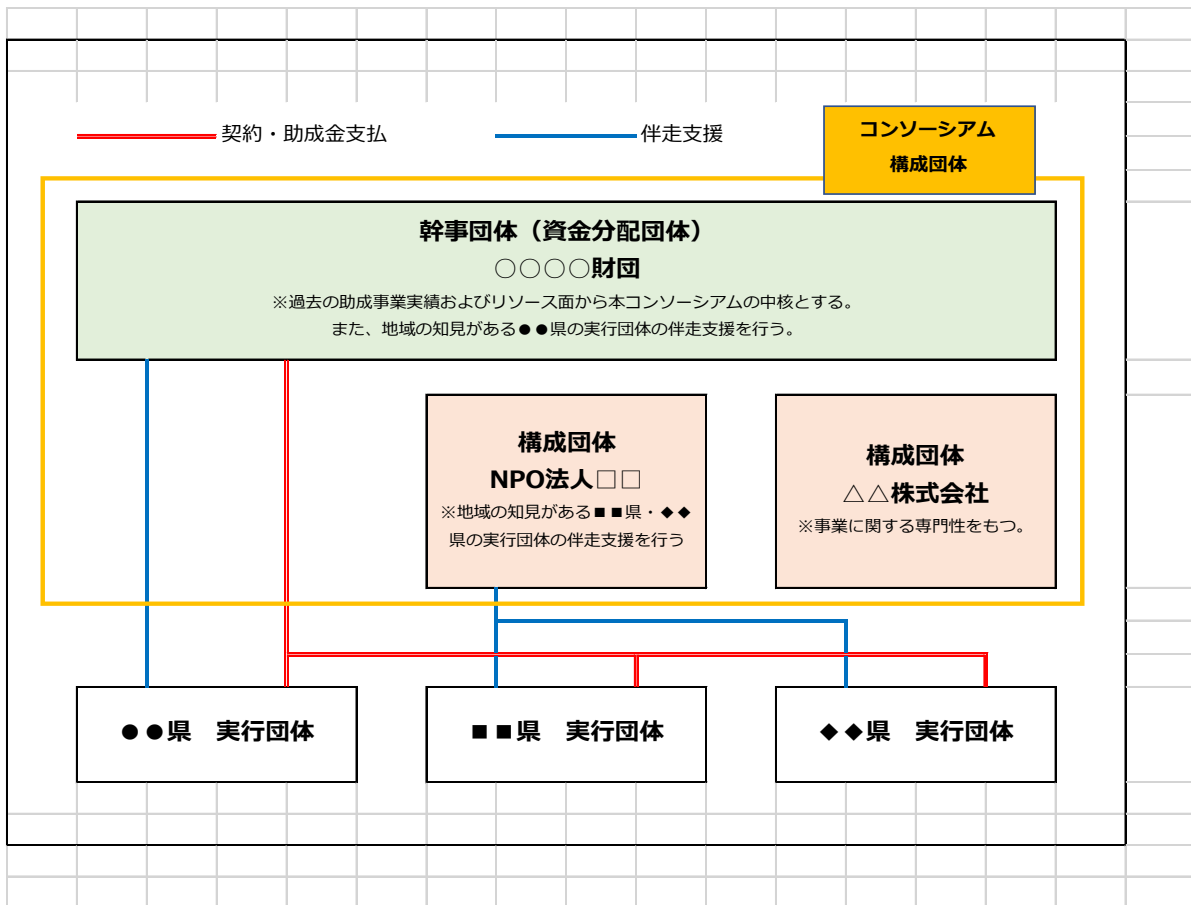 契約・助成金支払
伴走支援
コンソーシアム
構成団体
幹事団体（資金分配団体）
○○○○財団
※過去の助成事業実績およびリソース面から本コンソーシアムの中核とする。
また、地域の知見がある●●県の実行団体の伴走支援を行う。
構成団体
NPO法人□□
※地域の知見がある■■県・◆◆
県の実行団体の伴走支援を行う
構成団体
△△株式会社
※事業に関する専門性をもつ。
●●県　実行団体
■■県　実行団体
◆◆県　実行団体